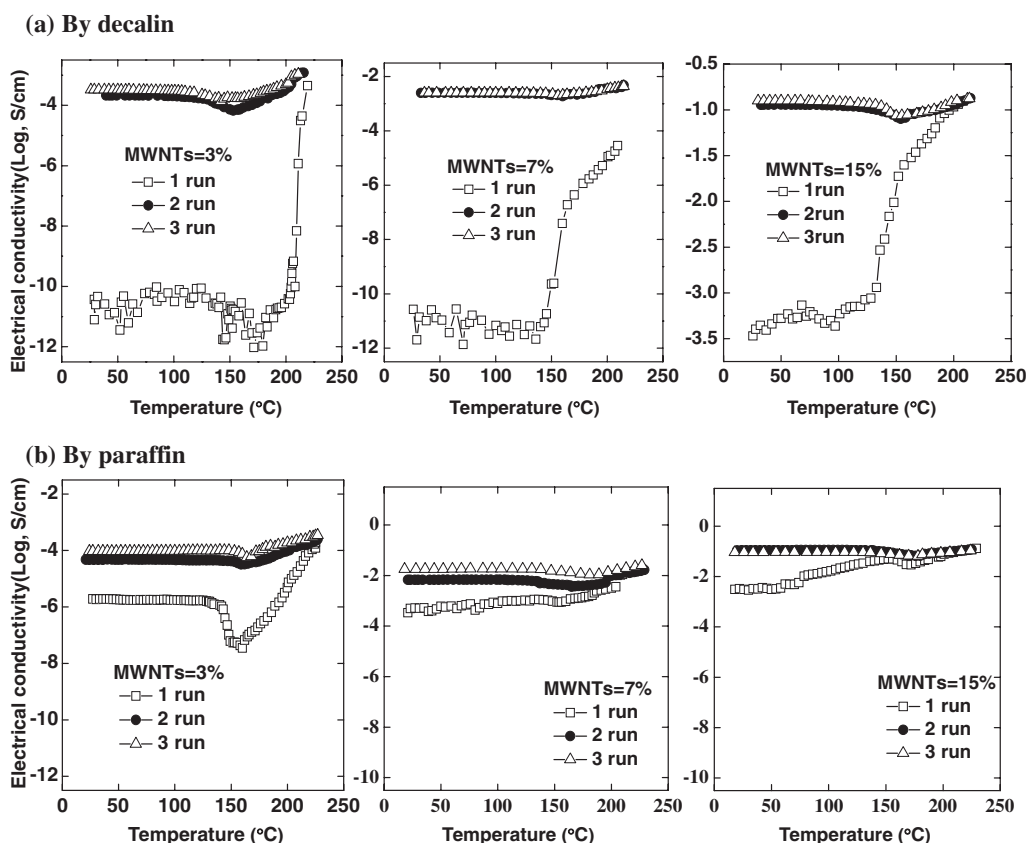 (a) By decalin
Electrical conductivity(Log, S/cm)
-4
-6
-8
-10
-12
MWNTs=3%
1 run
2 run
3 run
0 50 100 150 200 250
Temperature (°C)
-2
-4
-6
-8
-10
-12
MWNTs=7%
1 run
2 run
3 run
0 50 100 150 200 250
Temperature (°C)
-0.5
-1.0
-1.5
-2.0
-2.5
-3.0
-3.5
MWNTs=15%
1run
2run
3run
0 50 100 150 200 250
Temperature (°C)
(b) By paraffin
Electrical conductivity(Log, S/cm)
-2
-4
-6
-8
-10
-12
MWNTs=3%
1 run
2 run
3 run
0 50 100 150 200 250
Temperature (°C)
0
-2
-4
-6
-8
-10
MWNTs=7%
1 run
2 run
3 run
0 50 100 150 200 250
Temperature (°C)
0
-2
-4
-6
-8
-10
MWNTs=15%
1 run
2 run
3 run
0 50 100 150 200 250
Temperature (°C)